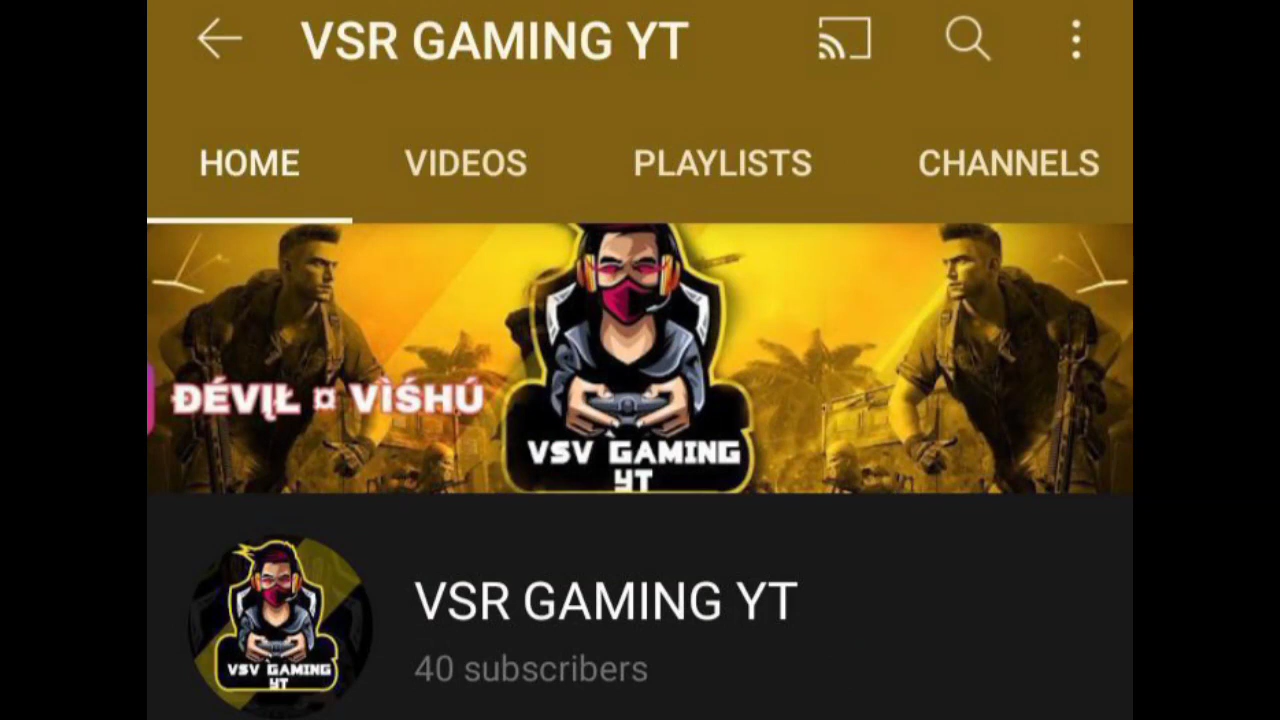 VSR GAMING YT
HOME VIDEOS PLAYLISTS CHANNELS
ĐÉVĮŁ ¤ VÌŚHÚ
VSV GAMING
YT
VSR GAMING YT
40 subscribers
VSV GAMING
YT